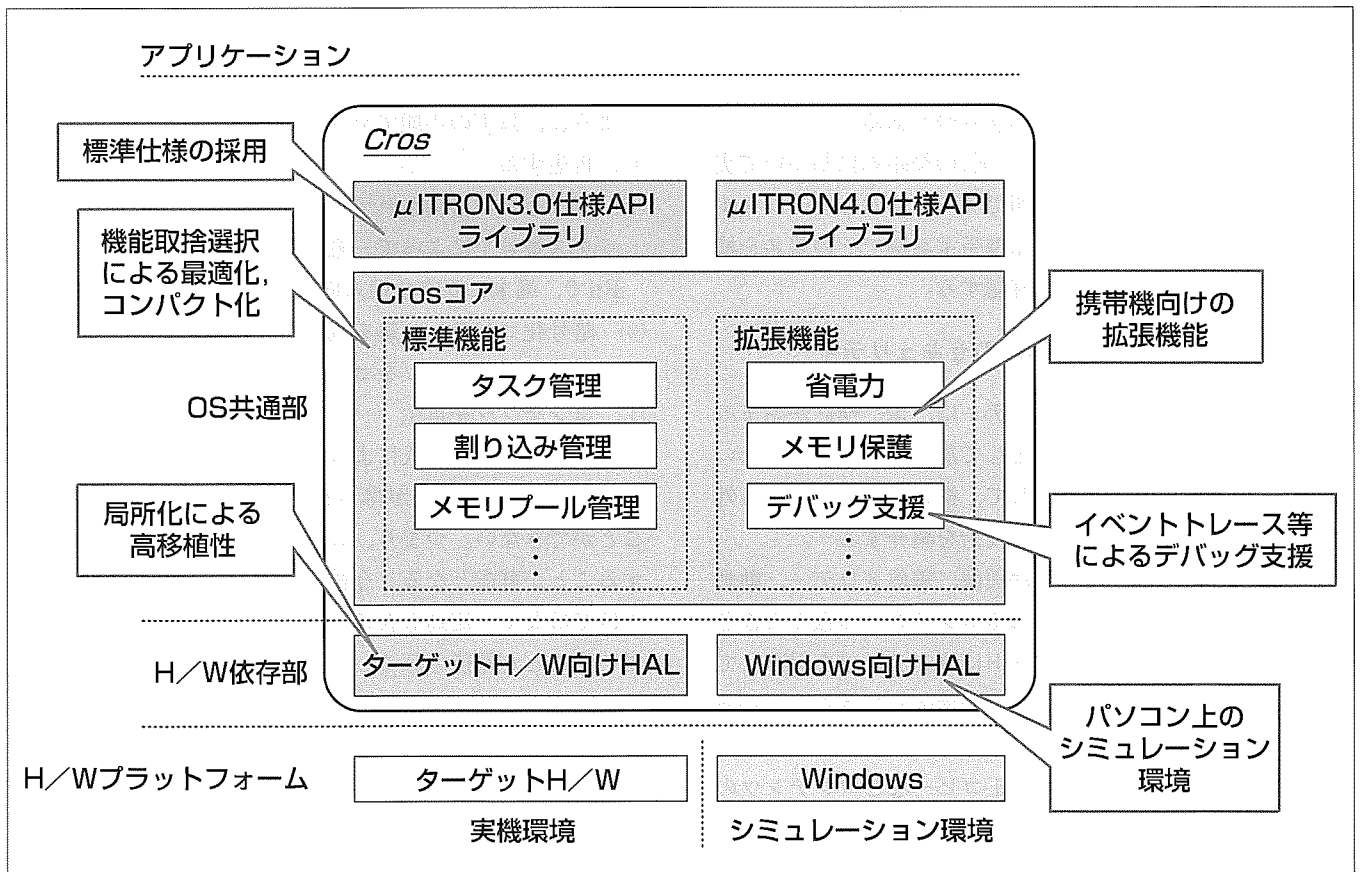 アプリケーション
Cros
標準仕様の採用
μITRON3.0仕様API
ライブラリ
μITRON4.0仕様API
ライブラリ
機能取捨選択
による最適化,
コンパクト化
Crosコア
標準機能
タスク管理
割り込み管理
メモリプール管理
拡張機能
省電力
メモリ保護
デバッグ支援
携帯機向けの
拡張機能
OS共通部
イベントトレース等
によるデバッグ支援
局所化による
高移植性
H/W依存部
ターゲットH/W向けHAL
Windows向けHAL
パソコン上の
シミュレーション
環境
H/Wプラットフォーム
ターゲットH/W
Windows
実機環境
シミュレーション環境